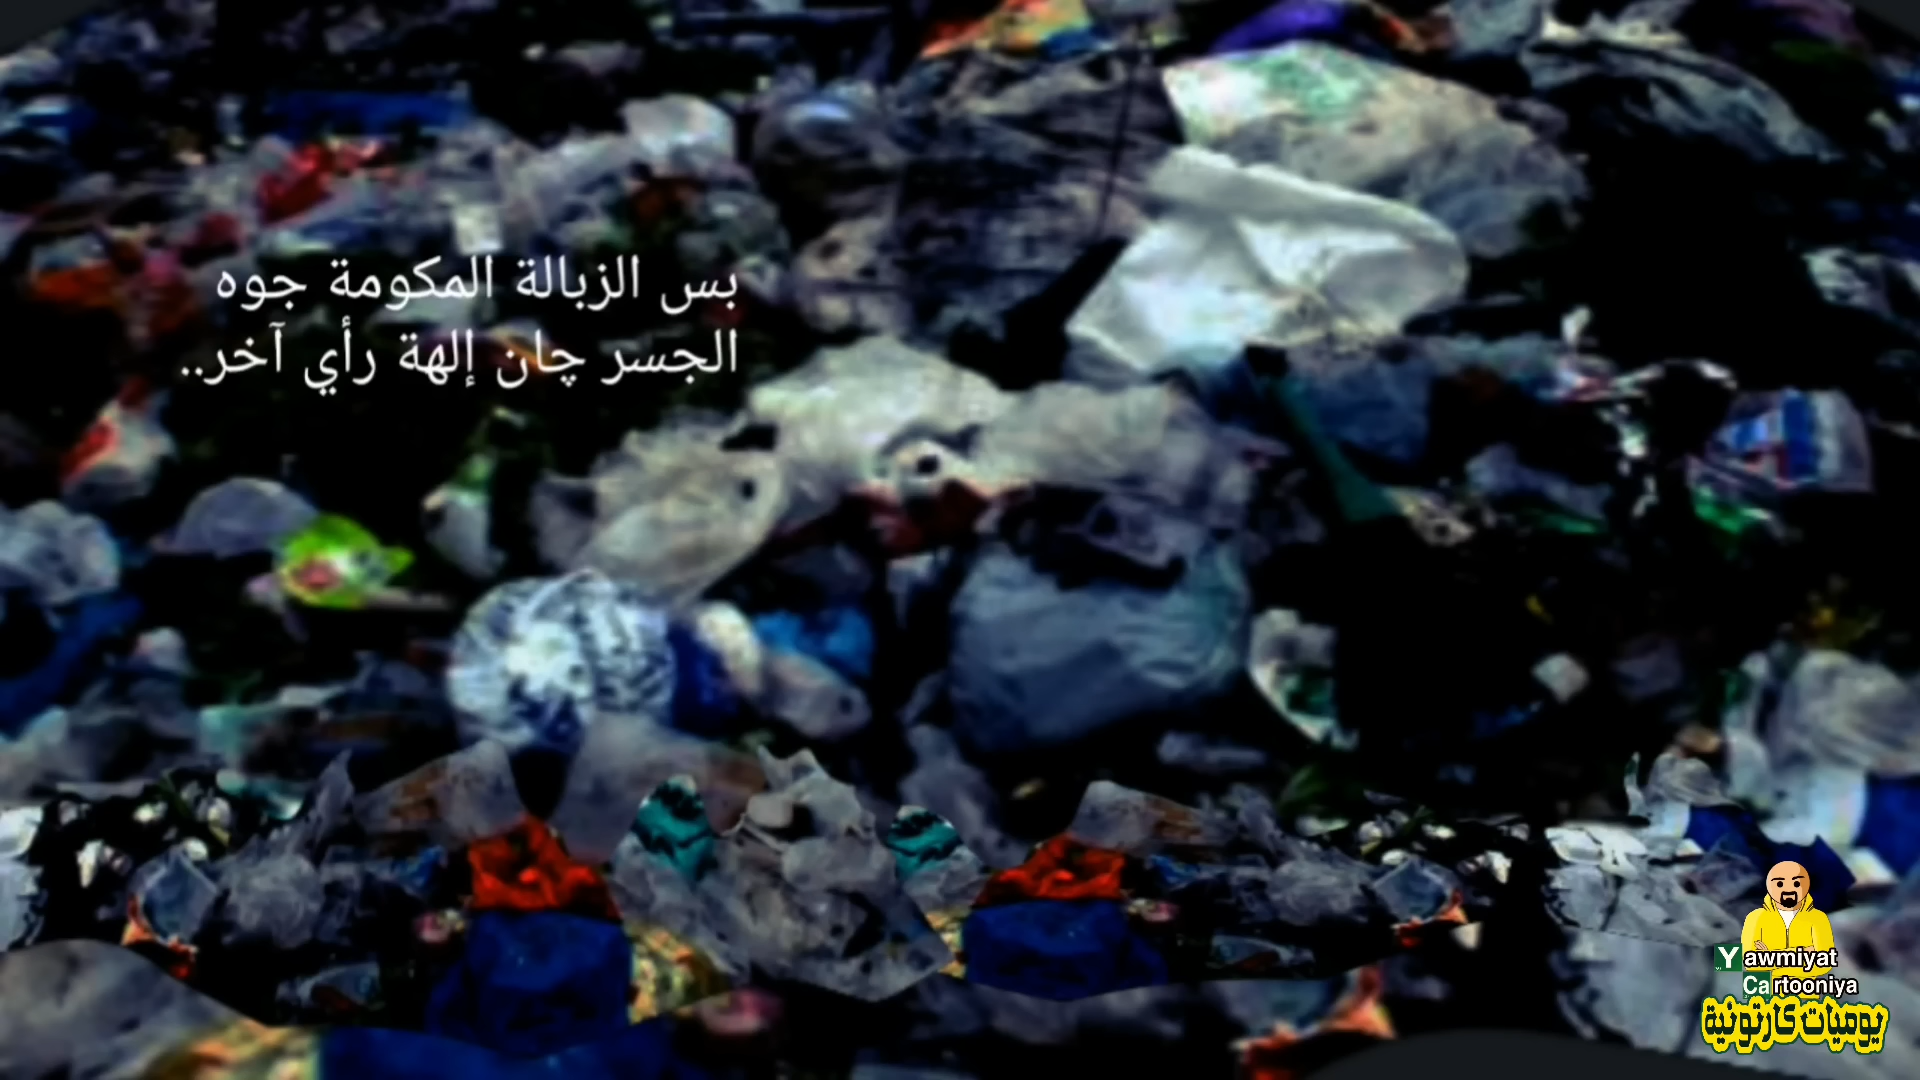 بس الزبالة المكومة جوه
الجسر چان إلهة رأي آخر..
Yawmiyat
Cartooniya
يوميات كارتونية